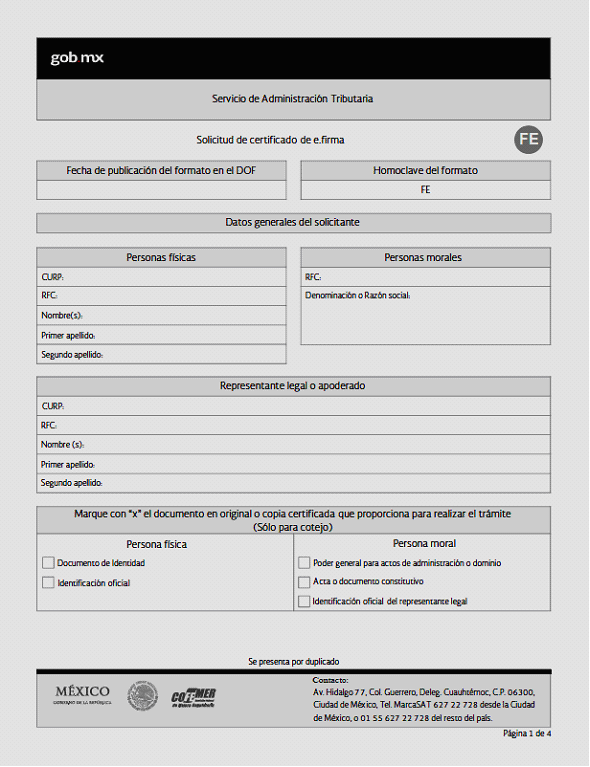 gob mx
Servicio de Administración Tributaria
Solicitud de certificado de e.firma
FE
Fecha de publicación del formato en el DOF
Homoclave del formato
FE
Datos generales del solicitante
Personas físicas
CURP:
RFC:
Nombre(s):
Primer apellido:
Segundo apellido:
Personas morales
RFC:
Denominación o Razón social:
Representante legal o apoderado
CURP:
RFC:
Nombre (s):
Primer apellido:
Segundo apellido:
Marque con "x" el documento en original o copia certificada que proporciona para realizar el trámite
(Sólo para cotejo)
Persona física
Documento de Identidad
Identificación oficial
Persona moral
Poder general para actos de administración o dominio
Acta o documento constitutivo
Identificación oficial del representante legal
Se presenta por duplicado
MÉXICO
GOBIERNO DE LA REPÚBLICA
COFEMER
Contacto:
Av. Hidalgo 77, Col. Guerrero, Deleg. Cuauhtémoc, C.P. 06300,
Ciudad de México, Tel. MarcaSAT 627 22 728 desde la Ciudad
de México, o 01 55 627 22 728 del resto del país.
Página 1 de 4